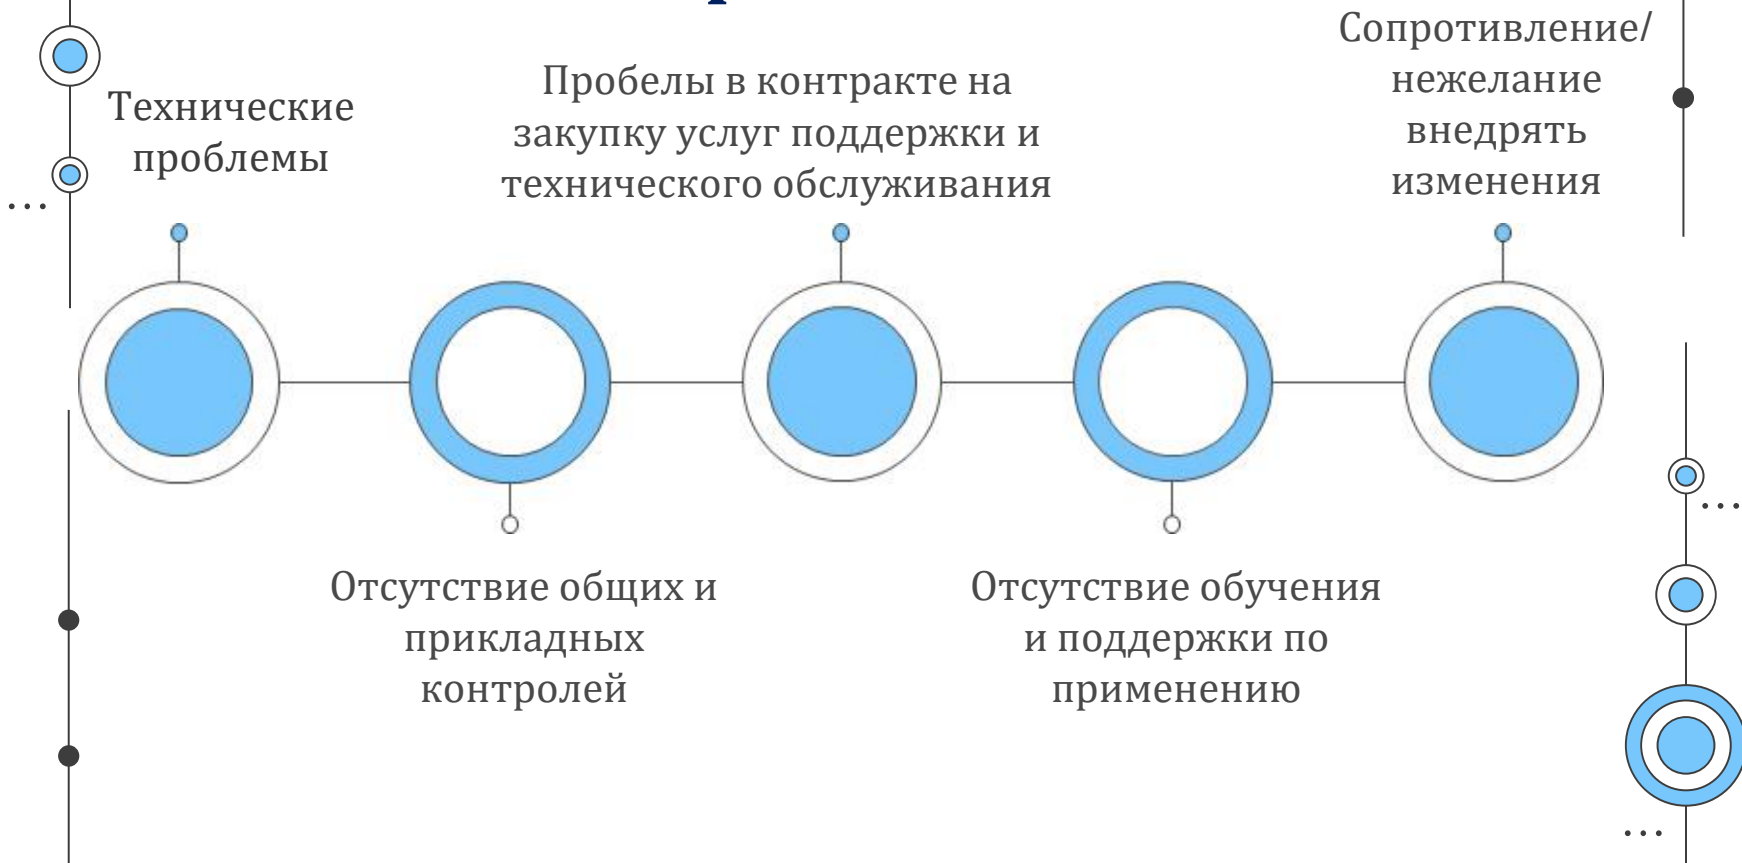 Технические
проблемы
Пробелы в контракте на
закупку услуг поддержки и
технического обслуживания
Сопротивление/
нежелание
внедрять
изменения
Отсутствие общих и
прикладных
контролей
Отсутствие обучения
и поддержки по
применению